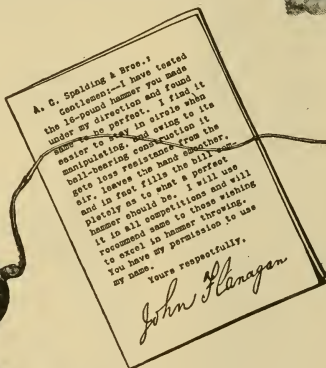 A. G. Spalding & Bros.:
Gentlemen:—I have tested
the 16-pound hammer you made
under my direction and found
same to be perfect. I find it
easier to stay in circle when
manipulating, and owing to its
ball-bearing construction it
gets less resistance from the
air, leaves the hand smoother,
and in fact fills the bill com-
pletely as to what a perfect
hammer should be. I will use
it in all competitions and will
recommend same to those wishing
to excel in hammer throwing.
You have my permission to use
my name.
Yours respectfully,
John Flanagan